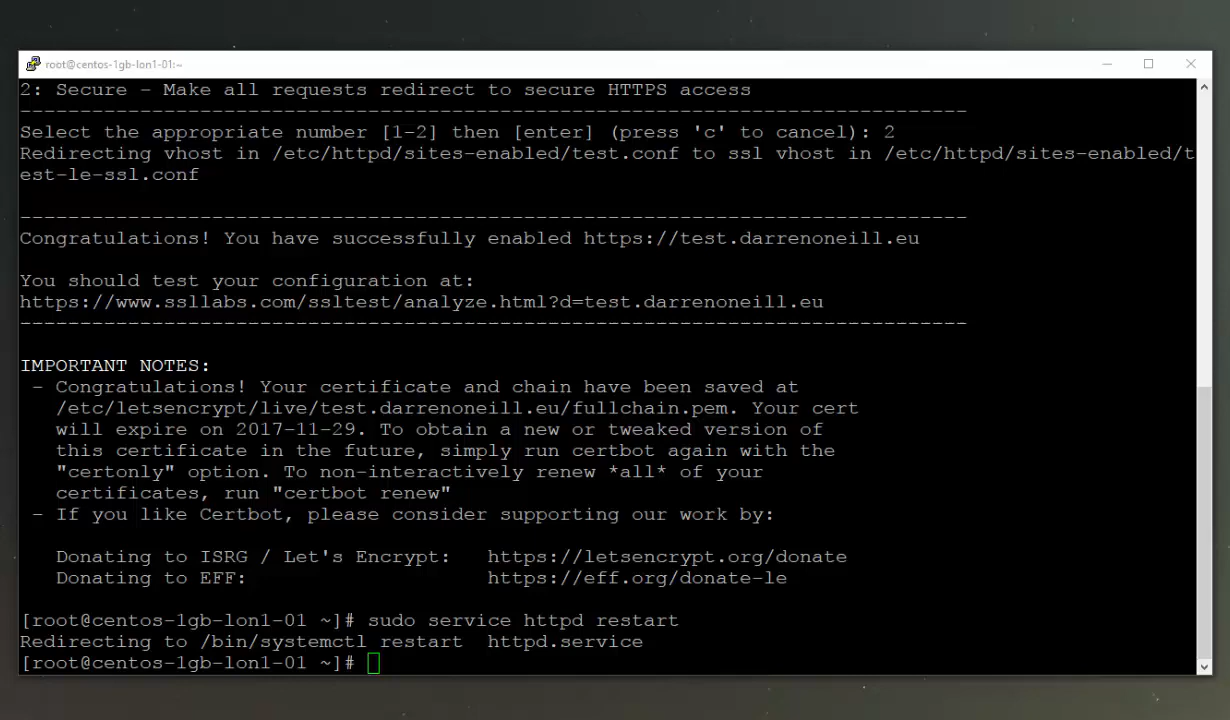 root@centos-1gb-lon1-01:~
2: Secure - Make all requests redirect to secure HTTPS access
-------------------------------------------------------------------------------
Select the appropriate number [1-2] then [enter] (press 'c' to cancel): 2
Redirecting vhost in /etc/httpd/sites-enabled/test.conf to ssl vhost in /etc/httpd/sites-enabled/t
est-le-ssl.conf
-------------------------------------------------------------------------------
Congratulations! You have successfully enabled https://test.darrenoneill.eu
You should test your configuration at:
https://www.ssllabs.com/ssltest/analyze.html?d=test.darrenoneill.eu
-------------------------------------------------------------------------------
IMPORTANT NOTES:
- Congratulations! Your certificate and chain have been saved at
/etc/letsencrypt/live/test.darrenoneill.eu/fullchain.pem. Your cert
will expire on 2017-11-29. To obtain a new or tweaked version of
this certificate in the future, simply run certbot again with the
"certonly" option. To non-interactively renew *all* of your
certificates, run "certbot renew"
- If you like Certbot, please consider supporting our work by:
Donating to ISRG / Let's Encrypt:   https://letsencrypt.org/donate
Donating to EFF:                    https://eff.org/donate-le
[root@centos-1gb-lon1-01 ~]# sudo service httpd restart
Redirecting to /bin/systemctl restart  httpd.service
[root@centos-1gb-lon1-01 ~]#